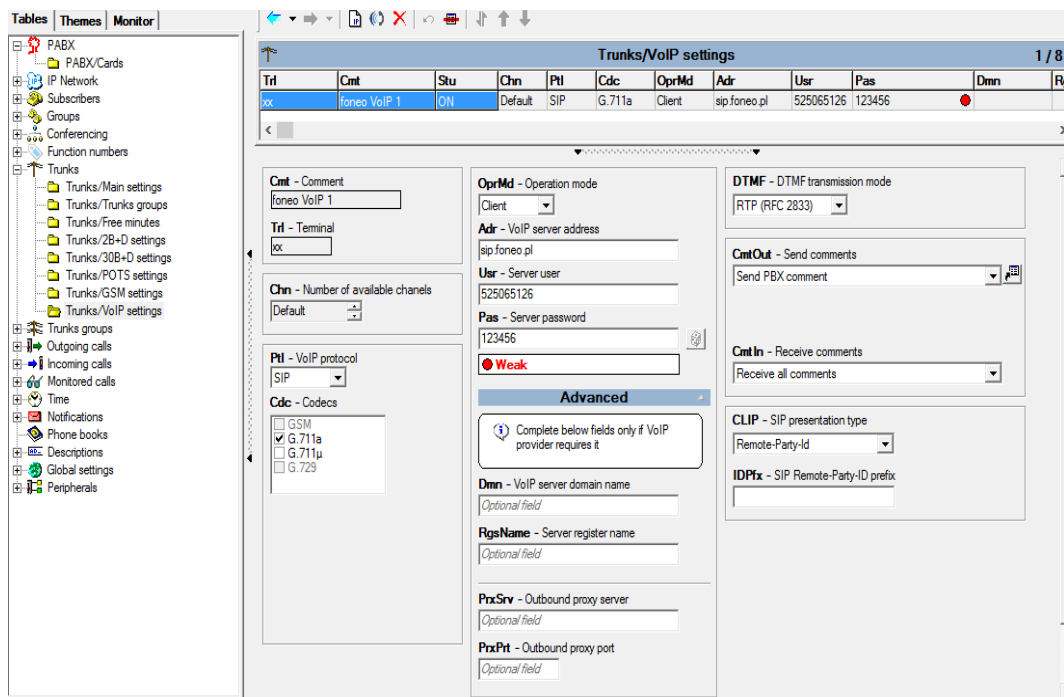 Tables Themes Monitor
PABX
PABX/Cards
IP Network
Subscribers
Groups
Conferencing
Function numbers
Trunks
Trunks/Main settings
Trunks/Trunks groups
Trunks/Free minutes
Trunks/2B+D settings
Trunks/30B+D settings
Trunks/POTS settings
Trunks/GSM settings
Trunks/VoIP settings
Trunks groups
Outgoing calls
Incoming calls
Monitored calls
Time
Notifications
Phone books
Descriptions
Global settings
Peripherals
Trunks/VoIP settings 1 / 8
Trl Cmt Stu Chn Ptl Cdc OprMd Adr Usr Pas Dmn
xx foneo VoIP 1 ON Default SIP G.711a Client sip.foneo.pl 525065126 123456
Cmt - Comment
foneo VoIP 1
Trl - Terminal
xx
Chn - Number of available chanels
Default
Ptl - VoIP protocol
SIP
Cdc - Codecs
GSM
G.711a
G.711µ
G.729
OprMd - Operation mode
Client
Adr - VoIP server address
sip.foneo.pl
Usr - Server user
525065126
Pas - Server password
123456
Weak
Advanced
Complete below fields only if VoIP
provider requires it
Dmn - VoIP server domain name
Optional field
RgsName - Server register name
Optional field
PrxSrv - Outbound proxy server
Optional field
PrxPrt - Outbound proxy port
Optional field
DTMF - DTMF transmission mode
RTP (RFC 2833)
CmtOut - Send comments
Send PBX comment
CmtIn - Receive comments
Receive all comments
CLIP - SIP presentation type
Remote-Party-Id
IDPfx - SIP Remote-Party-ID prefix